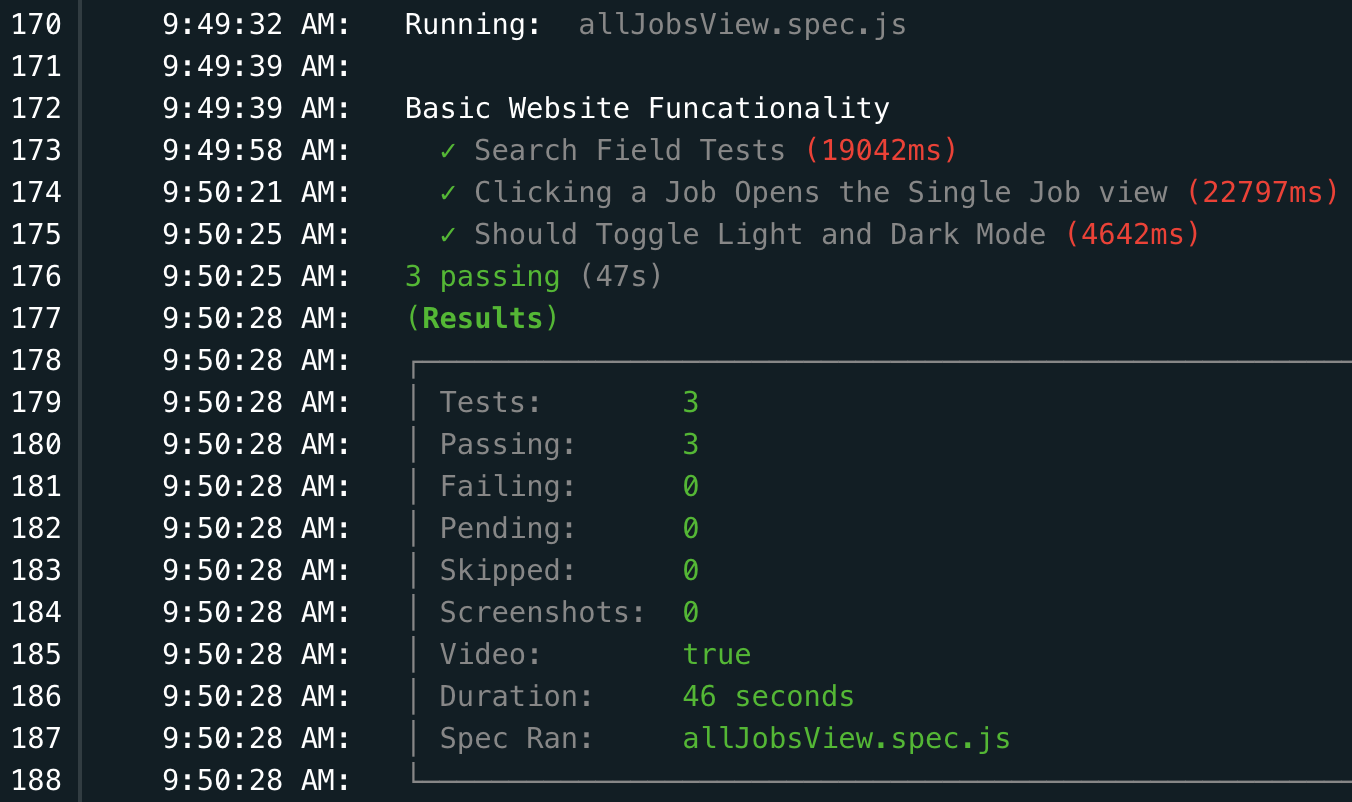 170 9:49:32 AM: Running: allJobsView.spec.js
171 9:49:39 AM:
172 9:49:39 AM: Basic Website Funcationality
173 9:49:58 AM: ✓ Search Field Tests (19042ms)
174 9:50:21 AM: ✓ Clicking a Job Opens the Single Job view (22797ms)
175 9:50:25 AM: ✓ Should Toggle Light and Dark Mode (4642ms)
176 9:50:25 AM: 3 passing (47s)
177 9:50:28 AM: (Results)
178 9:50:28 AM:
179 9:50:28 AM: Tests: 3
180 9:50:28 AM: Passing: 3
181 9:50:28 AM: Failing: 0
182 9:50:28 AM: Pending: 0
183 9:50:28 AM: Skipped: 0
184 9:50:28 AM: Screenshots: 0
185 9:50:28 AM: Video: true
186 9:50:28 AM: Duration: 46 seconds
187 9:50:28 AM: Spec Ran: allJobsView.spec.js
188 9:50:28 AM: